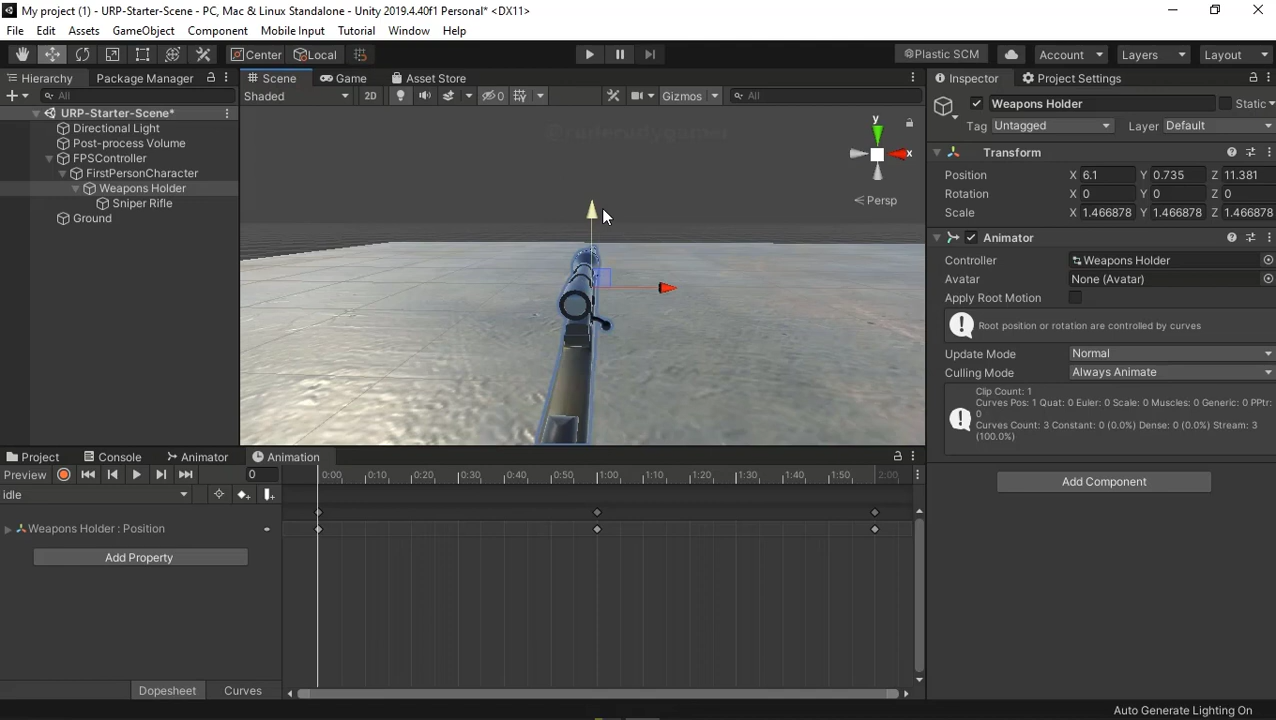 My project (1) - URP-Starter-Scene - PC, Mac & Linux Standalone - Unity 2019.4.40f1 Personal* <DX11>
File Edit Assets GameObject Component Mobile Input Tutorial Window Help
Center Local Plastic SCM Account Layers Layout
Hierarchy Package Manager Scene Game Asset Store Inspector Project Settings
All Shaded 2D 0 Gizmos All Weapons Holder Static
Tag Untagged Layer Default
URP-Starter-Scene*
Directional Light
Post-process Volume
FPSController
FirstPersonCharacter
Weapons Holder
Sniper Rifle
Ground
y
x
Persp
Transform
Position X 6.1 Y 0.735 Z 11.381
Rotation X 0 Y 0 Z 0
Scale X 1.466878 Y 1.466878 Z 1.466878
Animator
Controller Weapons Holder
Avatar None (Avatar)
Apply Root Motion
Root position or rotation are controlled by curves
Update Mode Normal
Culling Mode Always Animate
Clip Count: 1
Curves Pos: 1 Quat: 0 Euler: 0 Scale: 0 Muscles: 0 Generic: 0 PPtr:
0
Curves Count: 3 Constant: 0 (0.0%) Dense: 0 (0.0%) Stream: 3
(100.0%)
Add Component
Project Console Animator Animation
Preview 0 0:00 0:10 0:20 0:30 0:40 0:50 1:00 1:10 1:20 1:30 1:40 1:50 2:00
idle
Weapons Holder : Position
Add Property
Dopesheet Curves
Auto Generate Lighting On